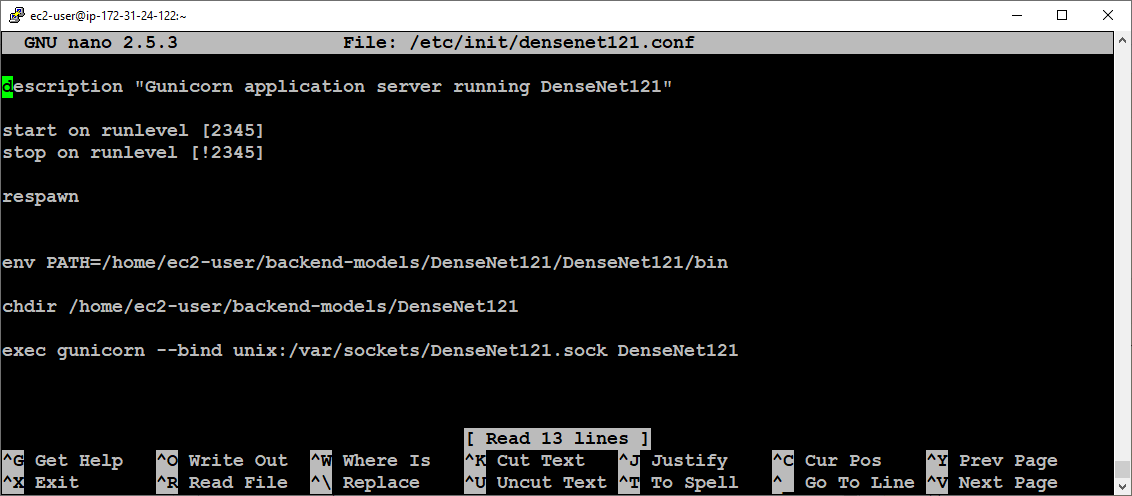 ec2-user@ip-172-31-24-122:~
GNU nano 2.5.3 File: /etc/init/densenet121.conf
description "Gunicorn application server running DenseNet121"
start on runlevel [2345]
stop on runlevel [!2345]
respawn
env PATH=/home/ec2-user/backend-models/DenseNet121/DenseNet121/bin
chdir /home/ec2-user/backend-models/DenseNet121
exec gunicorn --bind unix:/var/sockets/DenseNet121.sock DenseNet121
[ Read 13 lines ]
^G Get Help ^O Write Out ^W Where Is ^K Cut Text ^J Justify ^C Cur Pos ^Y Prev Page
^X Exit ^R Read File ^\ Replace ^U Uncut Text ^T To Spell ^_ Go To Line ^V Next Page